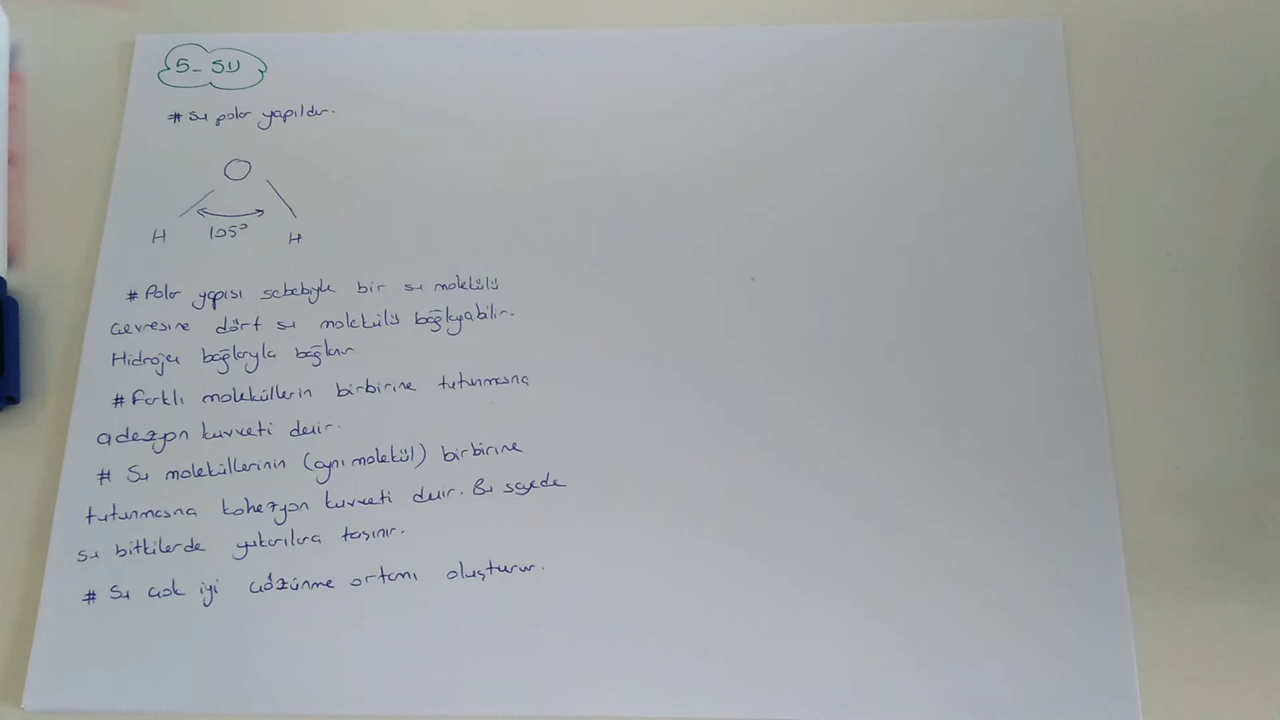 5- SU
# Su polar yapılıdır.
O
H 105° H
# Polar yapısı sebebiyle bir su molekülü
çevresine dört su molekülü bağlıyabilir.
Hidrojen bağlarıyla bağlanır
# Farklı moleküllerin birbirine tutunmasına
adezyon kuvveti denir.
# Su moleküllerinin (aynı molekül) birbirine
tutunmasına kohezyon kuvveti denir. Bu sayede
su bitkilerde yukarılara taşınır.
# Su çok iyi çözünme ortamı oluşturur.